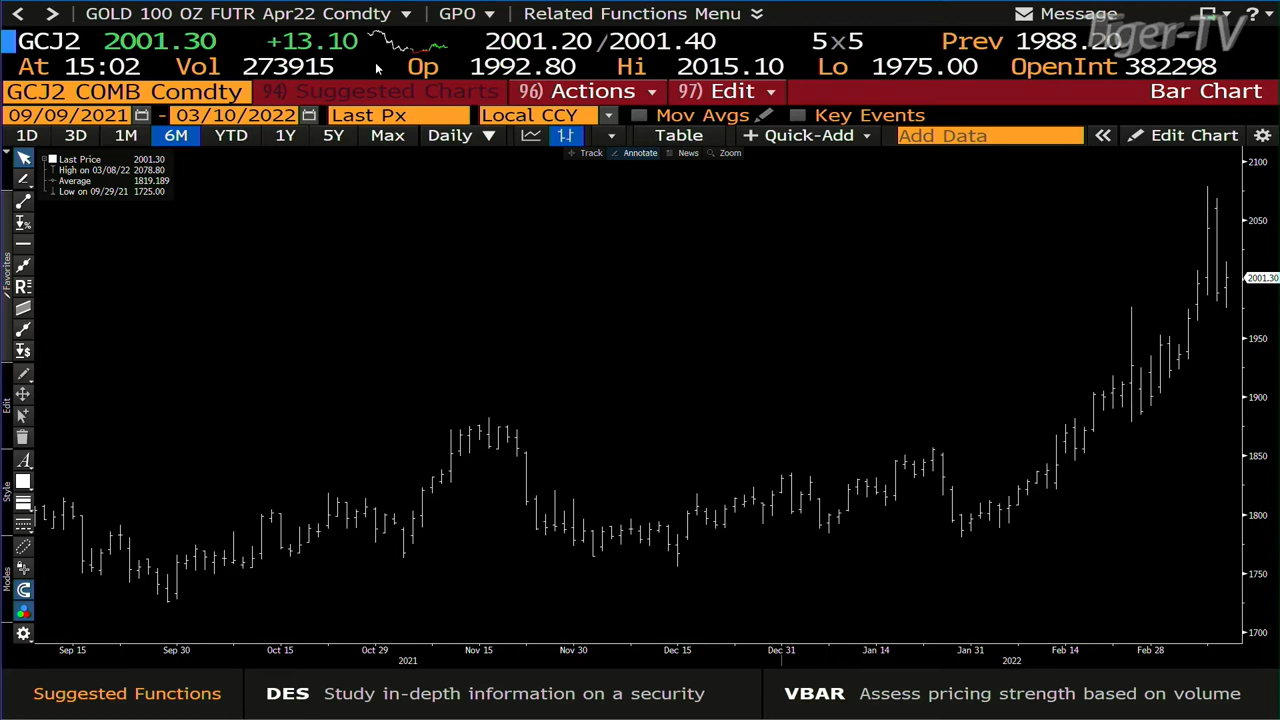 GOLD 100 OZ FUTR Apr22 Comdty GPO Related Functions Menu Message ?
GCJ2 2001.30 +13.10 2001.20/2001.40 5x5 Prev 1988.20
At 15:02 Vol 273915 Op 1992.80 Hi 2015.10 Lo 1975.00 OpenInt 382298
GCJ2 COMB Comdty 94) Suggested Charts 96) Actions 97) Edit Bar Chart
09/09/2021 - 03/10/2022 Last Px Local CCY Mov Avgs Key Events
1D 3D 1M 6M YTD 1Y 5Y Max Daily Table + Quick-Add Add Data Edit Chart
Track Annotate News Zoom
Last Price 2001.30
High on 03/08/22 2078.80
Average 1819.189
Low on 09/29/21 1725.00
Favorites
Edit
Style
Modes
2100
2050
2001.30
1950
1900
1850
1800
1750
1700
Sep 15 Sep 30 Oct 15 Oct 29 Nov 15 Nov 30 Dec 15 Dec 31 Jan 14 Jan 31 Feb 14 Feb 28
2021 2022
Suggested Functions DES Study in-depth information on a security VBAR Assess pricing strength based on volume